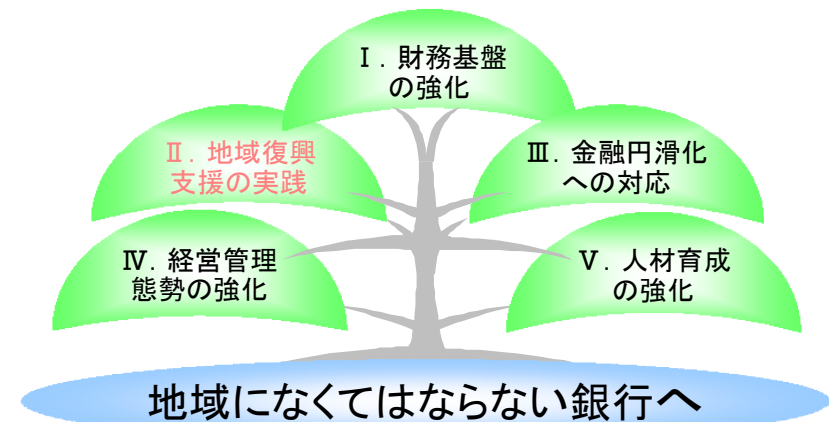 Ⅰ．財務基盤
の強化
Ⅱ．地域復興
支援の実践
Ⅲ．金融円滑化
への対応
Ⅳ．経営管理
態勢の強化
Ⅴ．人材育成
の強化
地域になくてはならない銀行へ